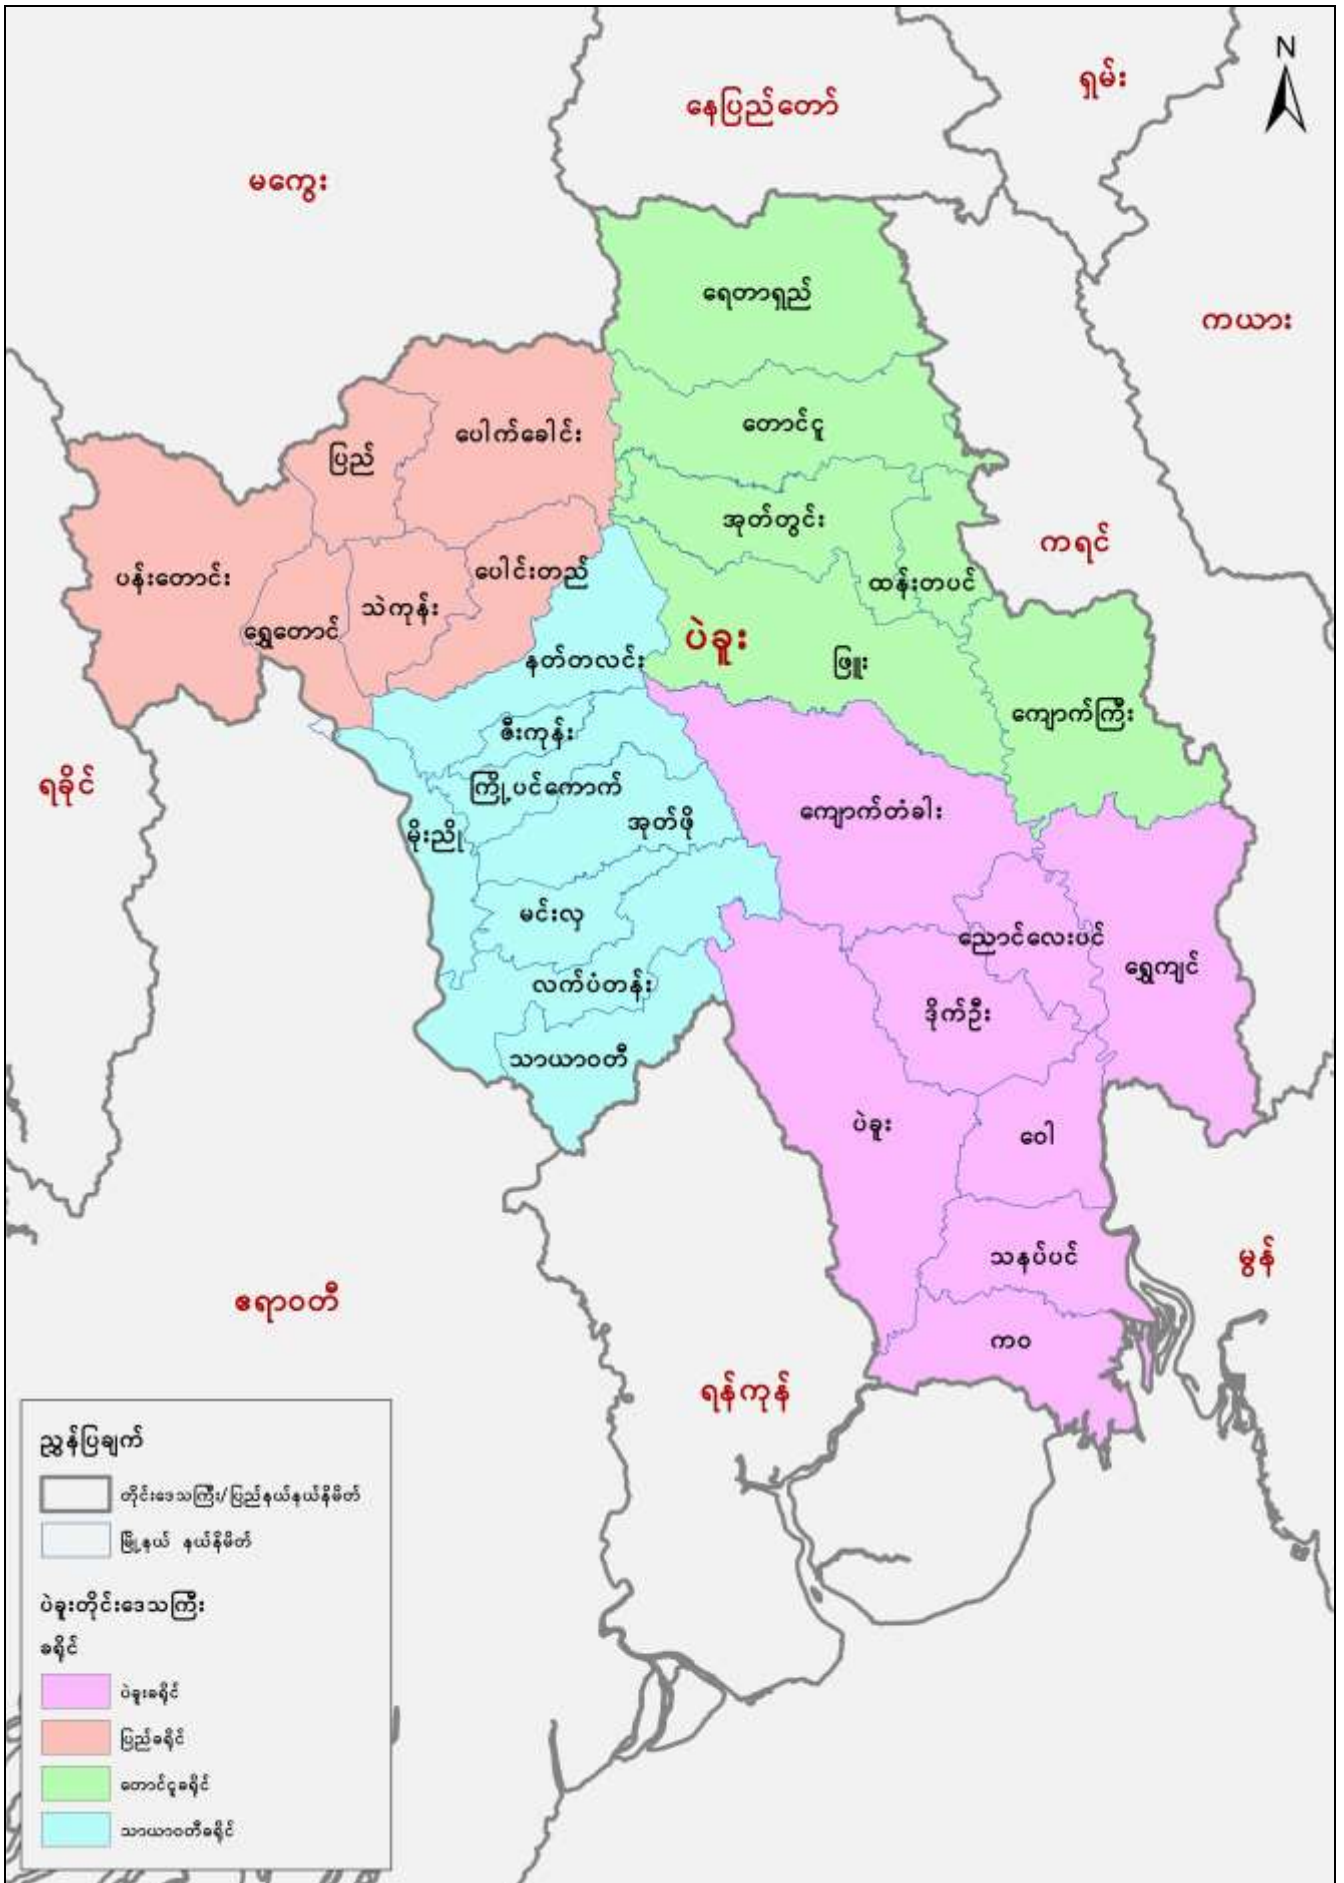 N
ရှမ်း
နေပြည်တော်
မကွေး
ရေတာရှည်
ကယား
တောင်ငူ
ပေါက်ခေါင်း
ပြည်
အုတ်တွင်း
ကရင်
ပန်းတောင်း
ပေါင်းတည်
ထန်းတပင်
သဲကုန်း
ရွှေတောင်
ပဲခူး
နတ်တလင်း
ဖြူး
ကျောက်ကြီး
ဇီးကုန်း
ရခိုင်
ကြို့ပင်ကောက်
ကျောက်တံခါး
အုတ်ဖို
မိုးညို
မင်းလှ
ညောင်လေးပင်
ရွှေကျင်
လက်ပံတန်း
ဒိုက်ဦး
သာယာဝတီ
ပဲခူး
ဝေါ
သနပ်ပင်
မွန်
ဧရာဝတီ
ကဝ
ရန်ကုန်
ညွှန်ပြချက်
တိုင်းဒေသကြီး/ပြည်နယ်နယ်နိမိတ်
မြို့နယ် နယ်နိမိတ်
ပဲခူးတိုင်းဒေသကြီး
ခရိုင်
ပဲခူးခရိုင်
ပြည်ခရိုင်
တောင်ငူခရိုင်
သာယာဝတီခရိုင်